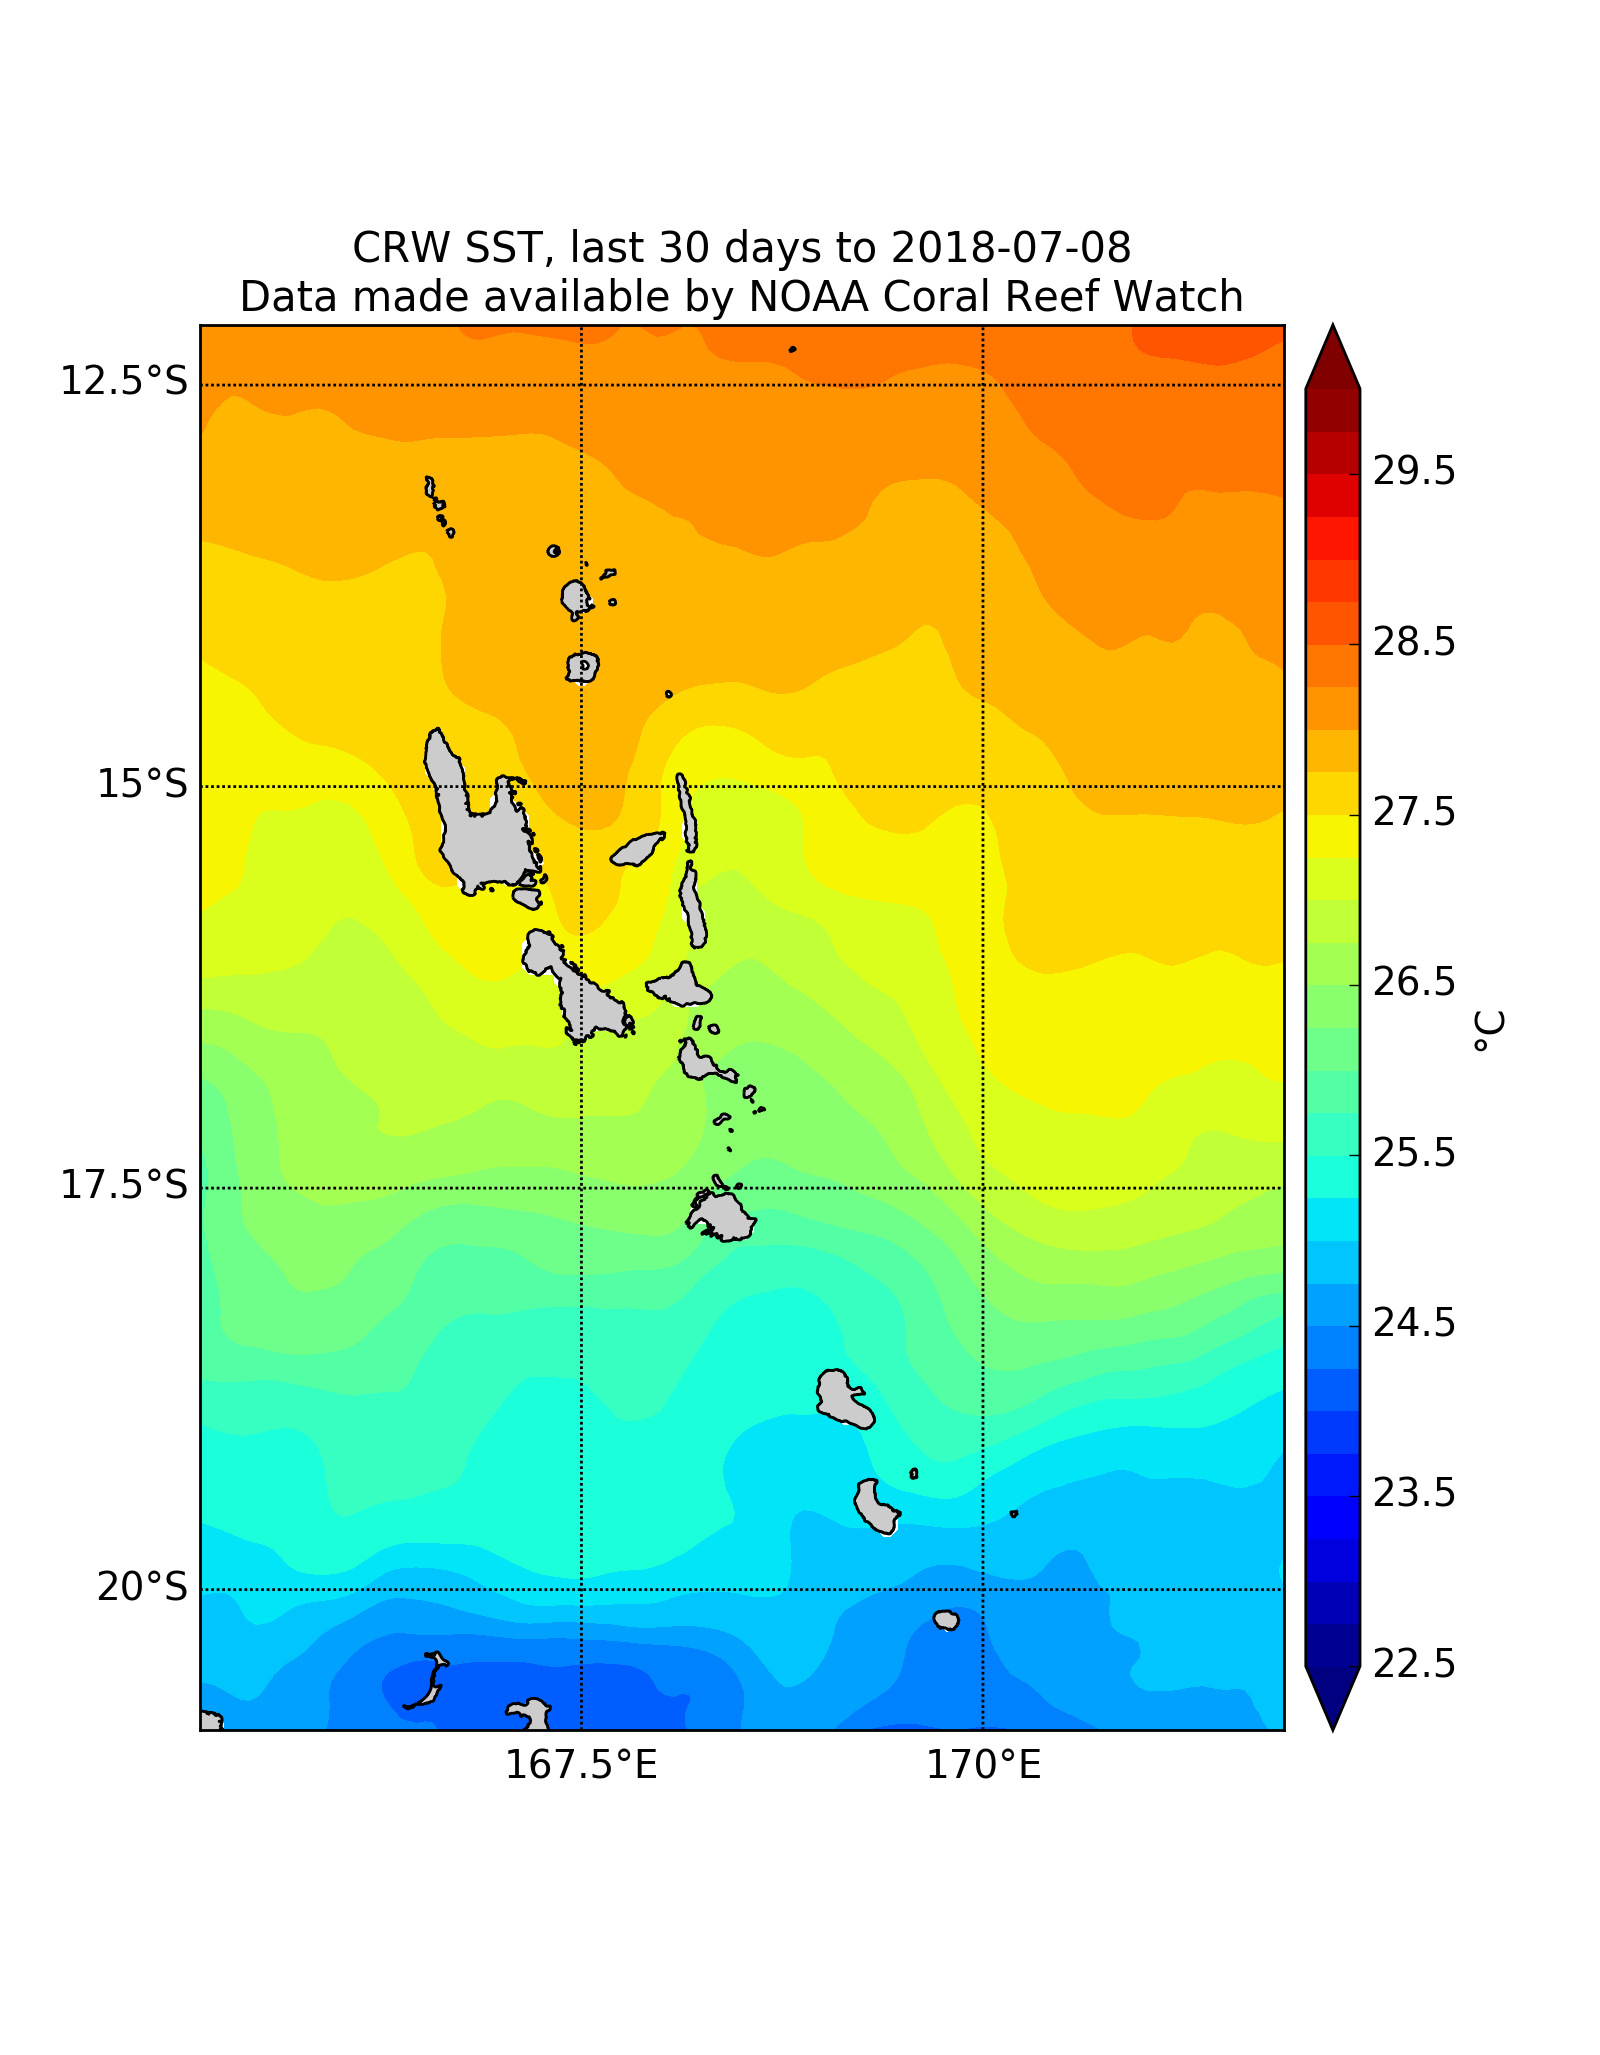 CRW SST, last 30 days to 2018-07-08
Data made available by NOAA Coral Reef Watch
12.5°S
15°S
17.5°S
20°S
167.5°E
170°E
29.5
28.5
27.5
26.5
25.5
24.5
23.5
22.5
°C